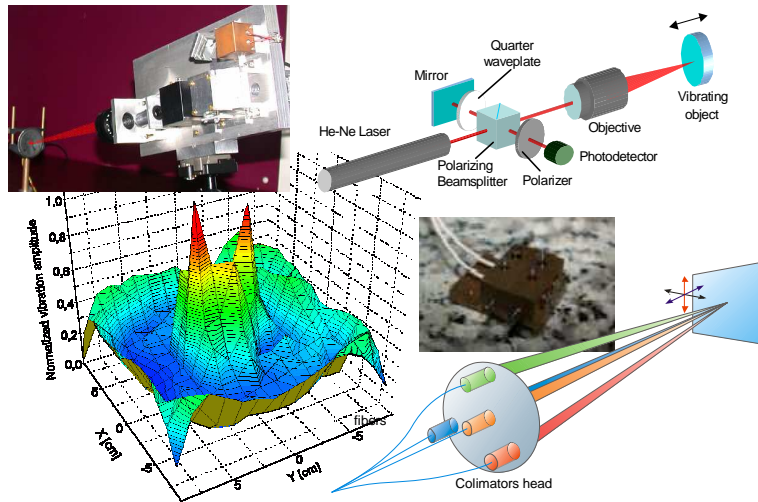 Quarter
waveplate
Mirror
He-Ne Laser
Objective
Vibrating
object
Photodetector
Polarizing
Beamsplitter
Polarizer
Normalized vibration amplitude
1,0
0,8
0,6
0,4
0,2
0,0
5
0
-5
X [cm]
5
0
-5
Y [cm]
fibers
Colimators head